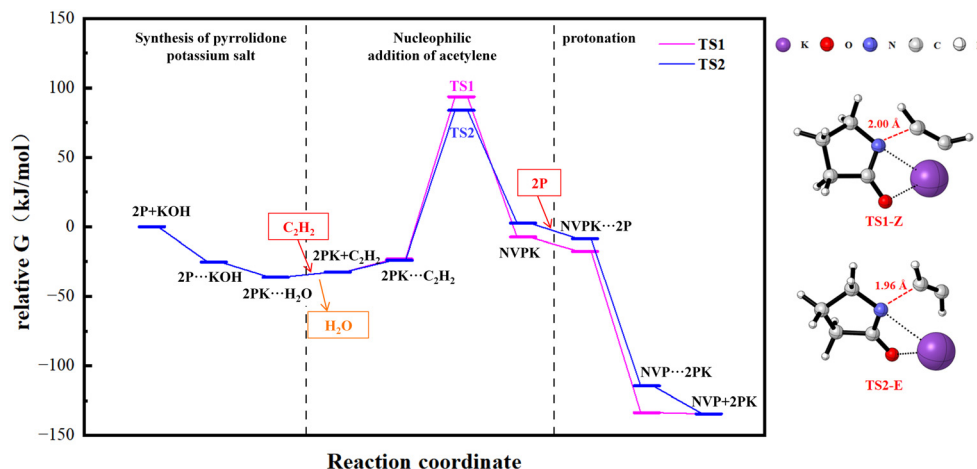 Synthesis of pyrrolidone
potassium salt
Nucleophilic
addition of acetylene
protonation
TS1
TS2
150
100
50
0
−50
−100
−150
relative G (kJ/mol)
Reaction coordinate
2P+KOH
2P···KOH
2PK···H₂O
C₂H₂
H₂O
2PK+C₂H₂
2PK···C₂H₂
TS1
TS2
2P
NVPK
NVPK···2P
NVP···2PK
NVP+2PK
K O N C
2.00 Å
TS1-Z
1.96 Å
TS2-E